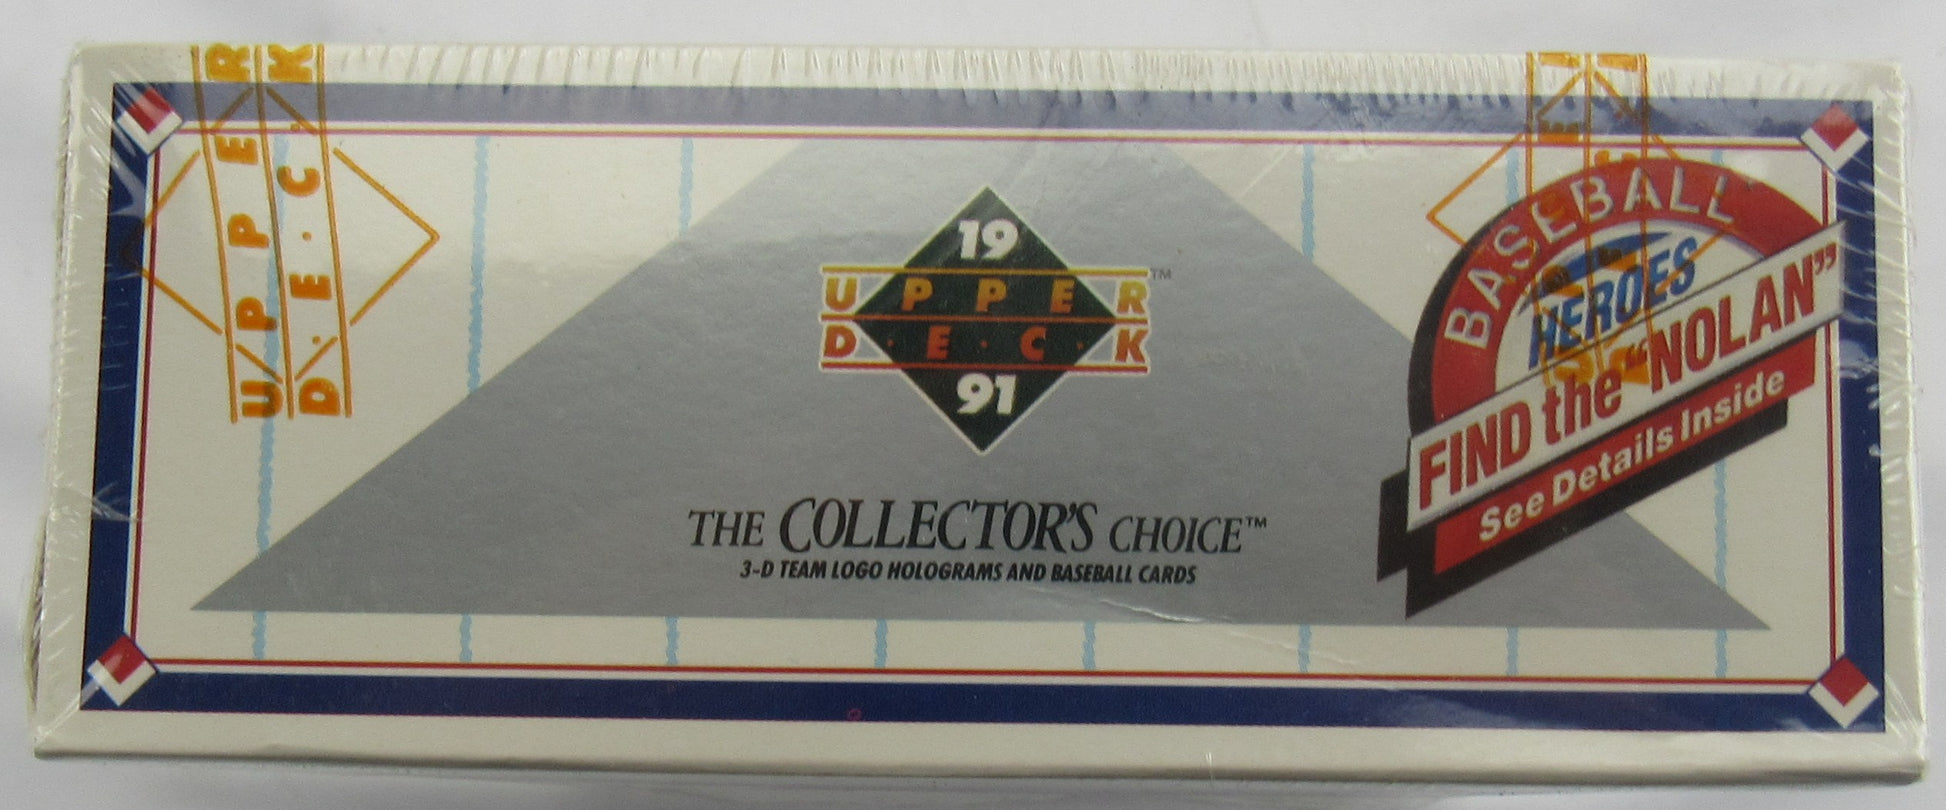 UPPER
D·E·C·K
19
UPPER™
D·E·C·K
91
THE COLLECTOR'S CHOICE™
3-D TEAM LOGO HOLOGRAMS AND BASEBALL CARDS
BASEBALL
HEROES
FIND the "NOLAN"
See Details Inside